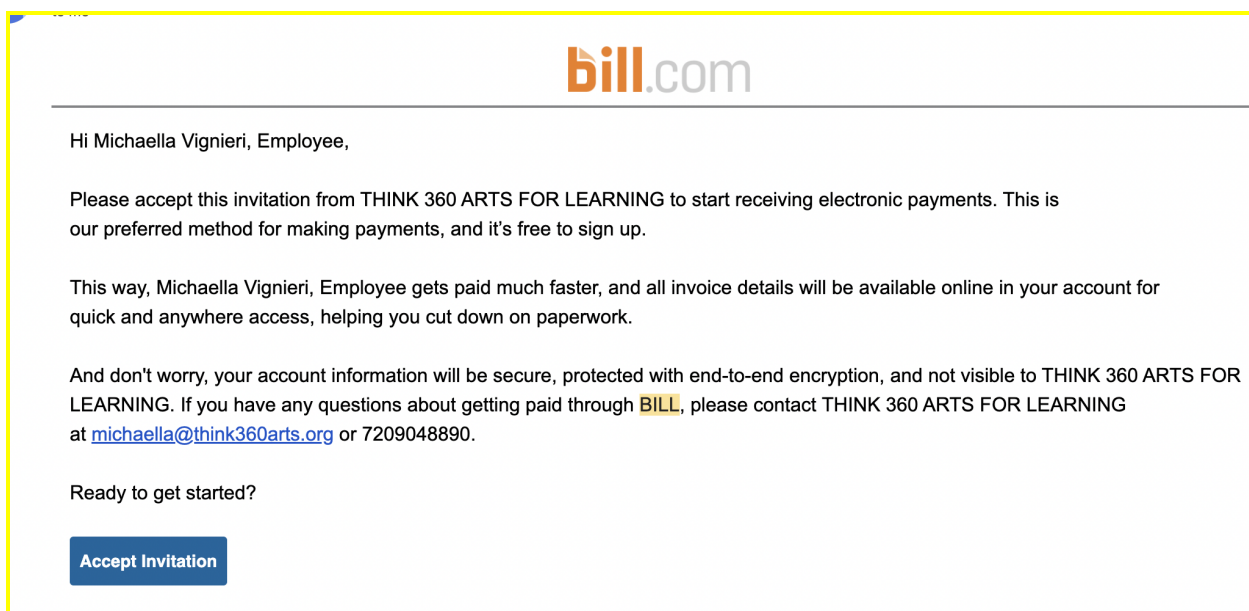 bill.com
Hi Michaella Vignieri, Employee,
Please accept this invitation from THINK 360 ARTS FOR LEARNING to start receiving electronic payments. This is
our preferred method for making payments, and it’s free to sign up.
This way, Michaella Vignieri, Employee gets paid much faster, and all invoice details will be available online in your account for
quick and anywhere access, helping you cut down on paperwork.
And don't worry, your account information will be secure, protected with end-to-end encryption, and not visible to THINK 360 ARTS FOR
LEARNING. If you have any questions about getting paid through BILL, please contact THINK 360 ARTS FOR LEARNING
at michaella@think360arts.org or 7209048890.
Ready to get started?
Accept Invitation